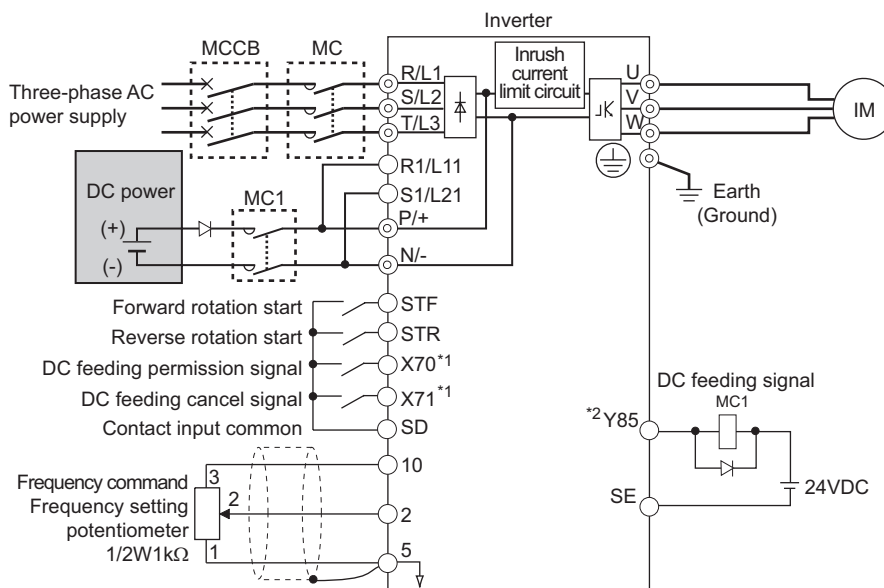 Inverter
MCCB
MC
Three-phase AC
power supply
R/L1
S/L2
T/L3
Inrush
current
limit circuit
U
V
W
IM
R1/L11
S1/L21
DC power
(+)
(-)
MC1
P/+
N/-
Earth
(Ground)
Forward rotation start
STF
Reverse rotation start
STR
DC feeding permission signal
X70*1
DC feeding cancel signal
X71*1
Contact input common
SD
DC feeding signal
MC1
*2Y85
SE
24VDC
Frequency command
Frequency setting
potentiometer
1/2W1kΩ
3
2
1
10
2
5